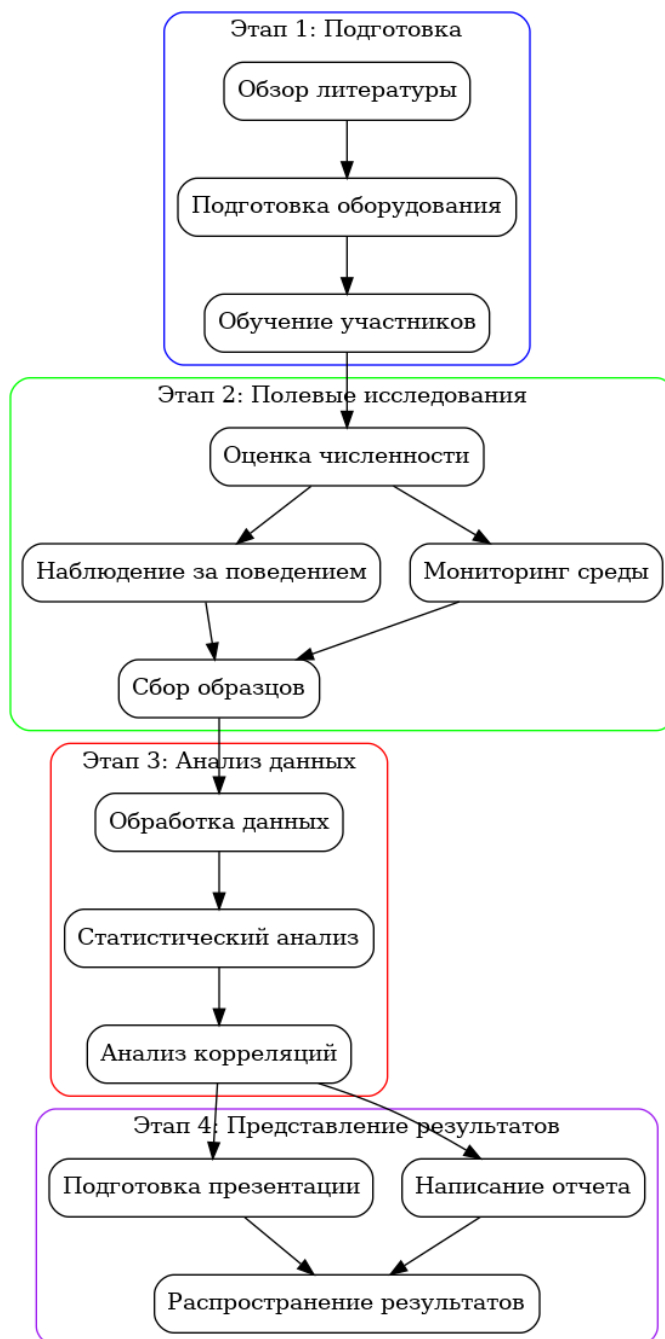 Этап 1: Подготовка
Обзор литературы
Подготовка оборудования
Обучение участников
Этап 2: Полевые исследования
Оценка численности
Наблюдение за поведением
Мониторинг среды
Сбор образцов
Этап 3: Анализ данных
Обработка данных
Статистический анализ
Анализ корреляций
Этап 4: Представление результатов
Подготовка презентации
Написание отчета
Распространение результатов